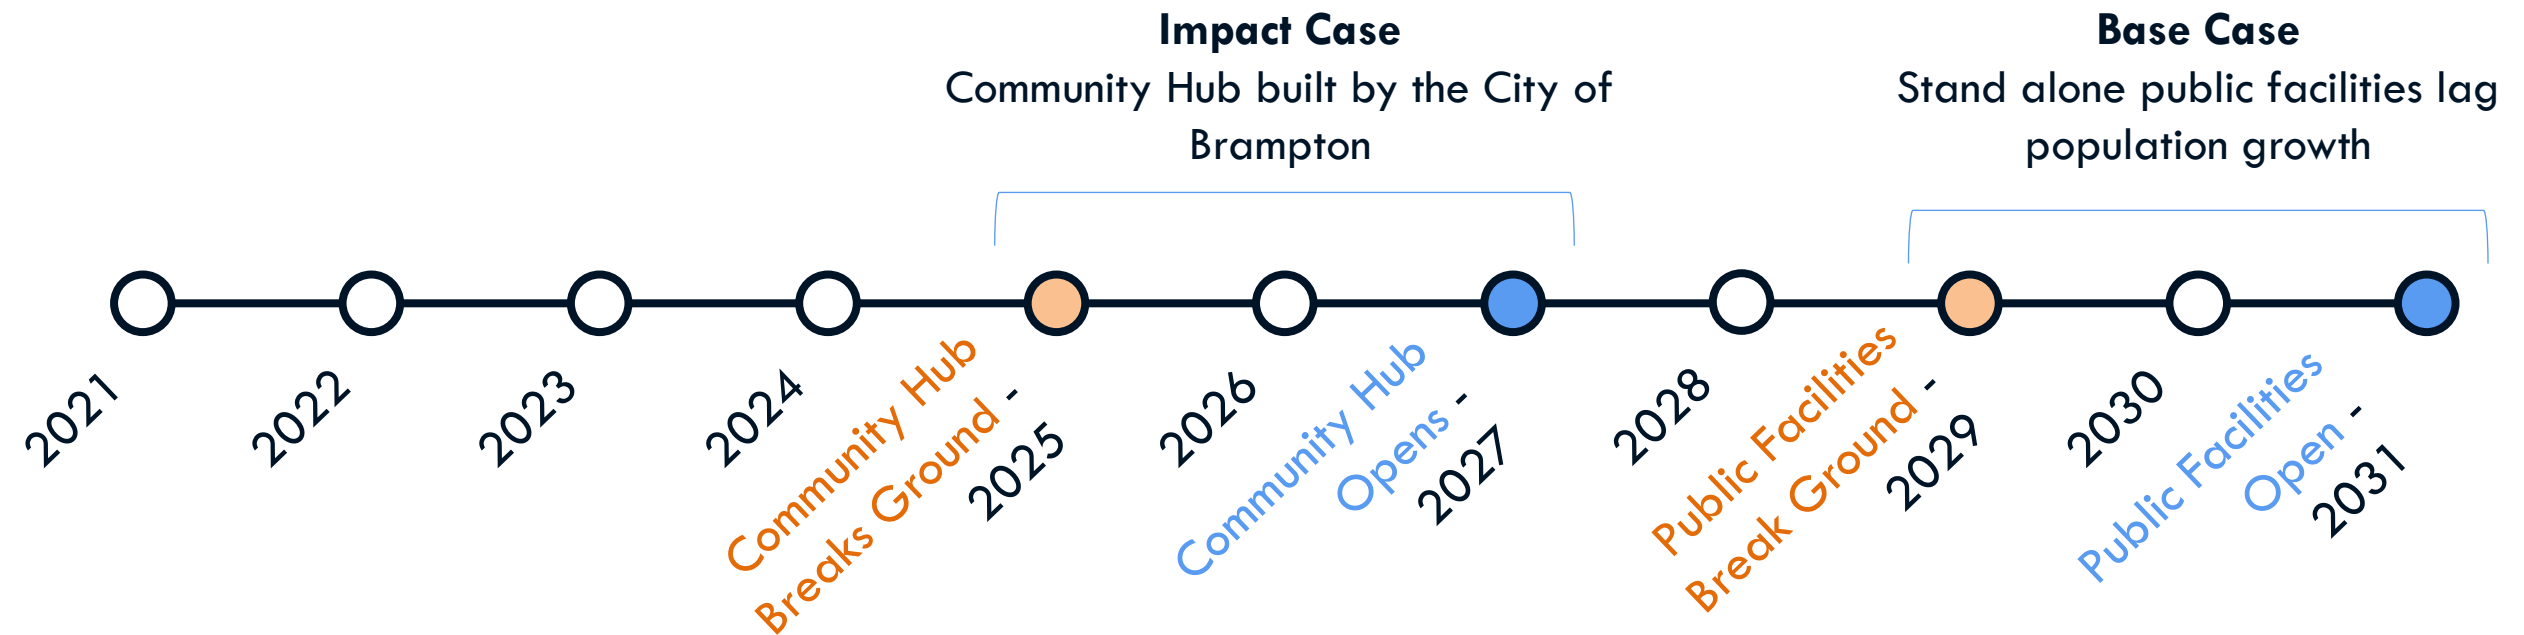 Impact Case
Community Hub built by the City of
Brampton
Base Case
Stand alone public facilities lag
population growth
2021
2022
2023
2024
Community Hub
Breaks Ground -
2025
2026
Community Hub
Opens -
2027
2028
Public Facilities
Break Ground -
2029
2030
Public Facilities
Open -
2031